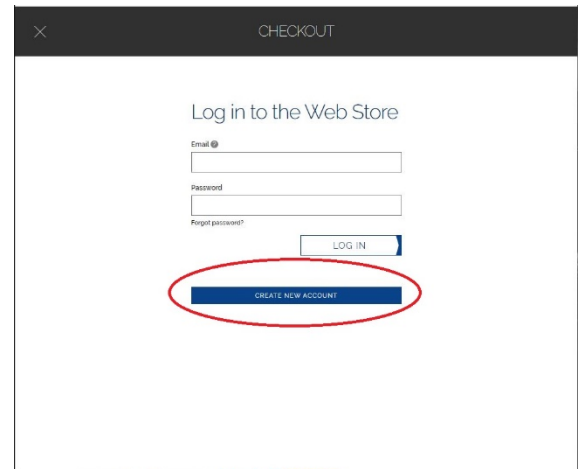 CHECKOUT
Log in to the Web Store
Email
Password
Forgot password?
LOG IN
CREATE NEW ACCOUNT